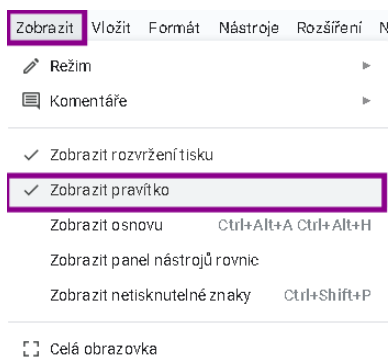 Zobrazit Vložit Formát Nástroje Rozšíření N
Režim
Komentáře
Zobrazit rozvržení tisku
Zobrazit pravítko
Zobrazit osnovu Ctrl+Alt+A Ctrl+Alt+H
Zobrazit panel nástrojů rovnic
Zobrazit netisknutelné znaky Ctrl+Shift+P
Celá obrazovka